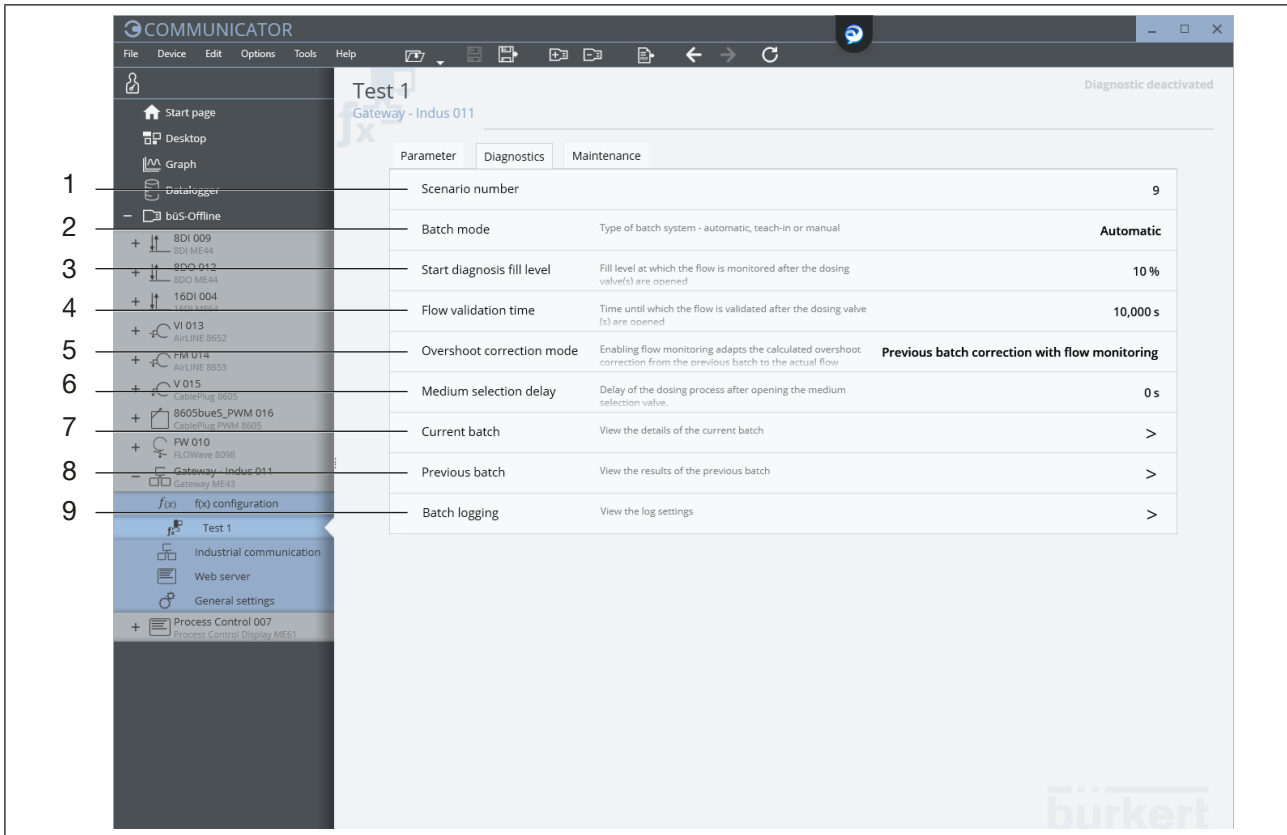 COMMUNICATOR
File Device Edit Options Tools Help
Start page
Desktop
Graph
Datalogger
büS-Offline
8DI 009
8DI ME44
8DO 012
8DO ME44
16DI 004
16DI ME64
VI 013
AirLINE 8652
FM 014
AirLINE 8653
V 015
CablePlug 8605
8605bueS_PWM 016
CablePlug PWM 8605
FW 010
FLOWave 8098
Gateway - Indus 011
Gateway ME43
f(x) f(x) configuration
fx Test 1
Industrial communication
Web server
General settings
Process Control 007
Process Control Display ME61
Test 1
Gateway - Indus 011
Diagnostic deactivated
Parameter Diagnostics Maintenance
1 Scenario number 9
2 Batch mode Type of batch system - automatic, teach-in or manual Automatic
3 Start diagnosis fill level Fill level at which the flow is monitored after the dosing
valve(s) are opened 10 %
4 Flow validation time Time until which the flow is validated after the dosing valve
(s) are opened 10,000 s
5 Overshoot correction mode Enabling flow monitoring adapts the calculated overshoot
correction from the previous batch to the actual flow Previous batch correction with flow monitoring
6 Medium selection delay Delay of the dosing process after opening the medium
selection valve. 0 s
7 Current batch View the details of the current batch >
8 Previous batch View the results of the previous batch >
9 Batch logging View the log settings >
bürkert